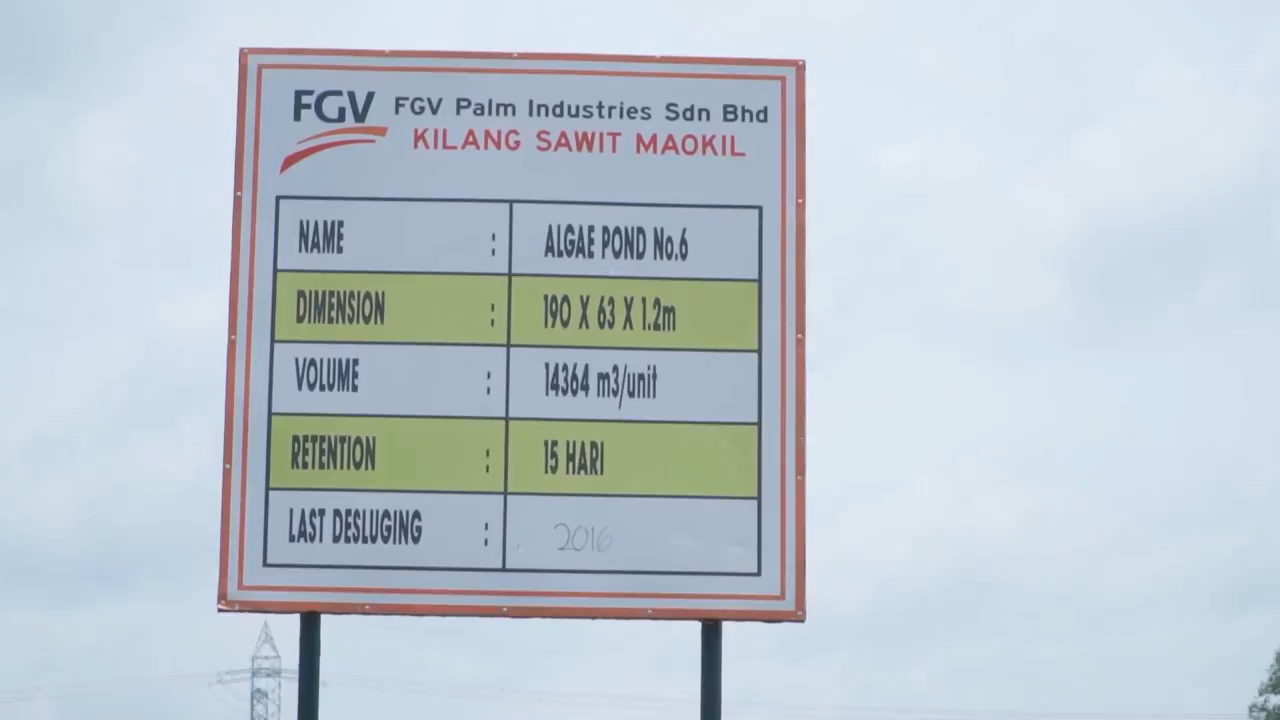 FGV FGV Palm Industries Sdn Bhd
KILANG SAWIT MAOKIL
NAME : ALGAE POND No.6
DIMENSION : 190 X 63 X 1.2m
VOLUME : 14364 m3/unit
RETENTION : 15 HARI
LAST DESLUGING : 2016